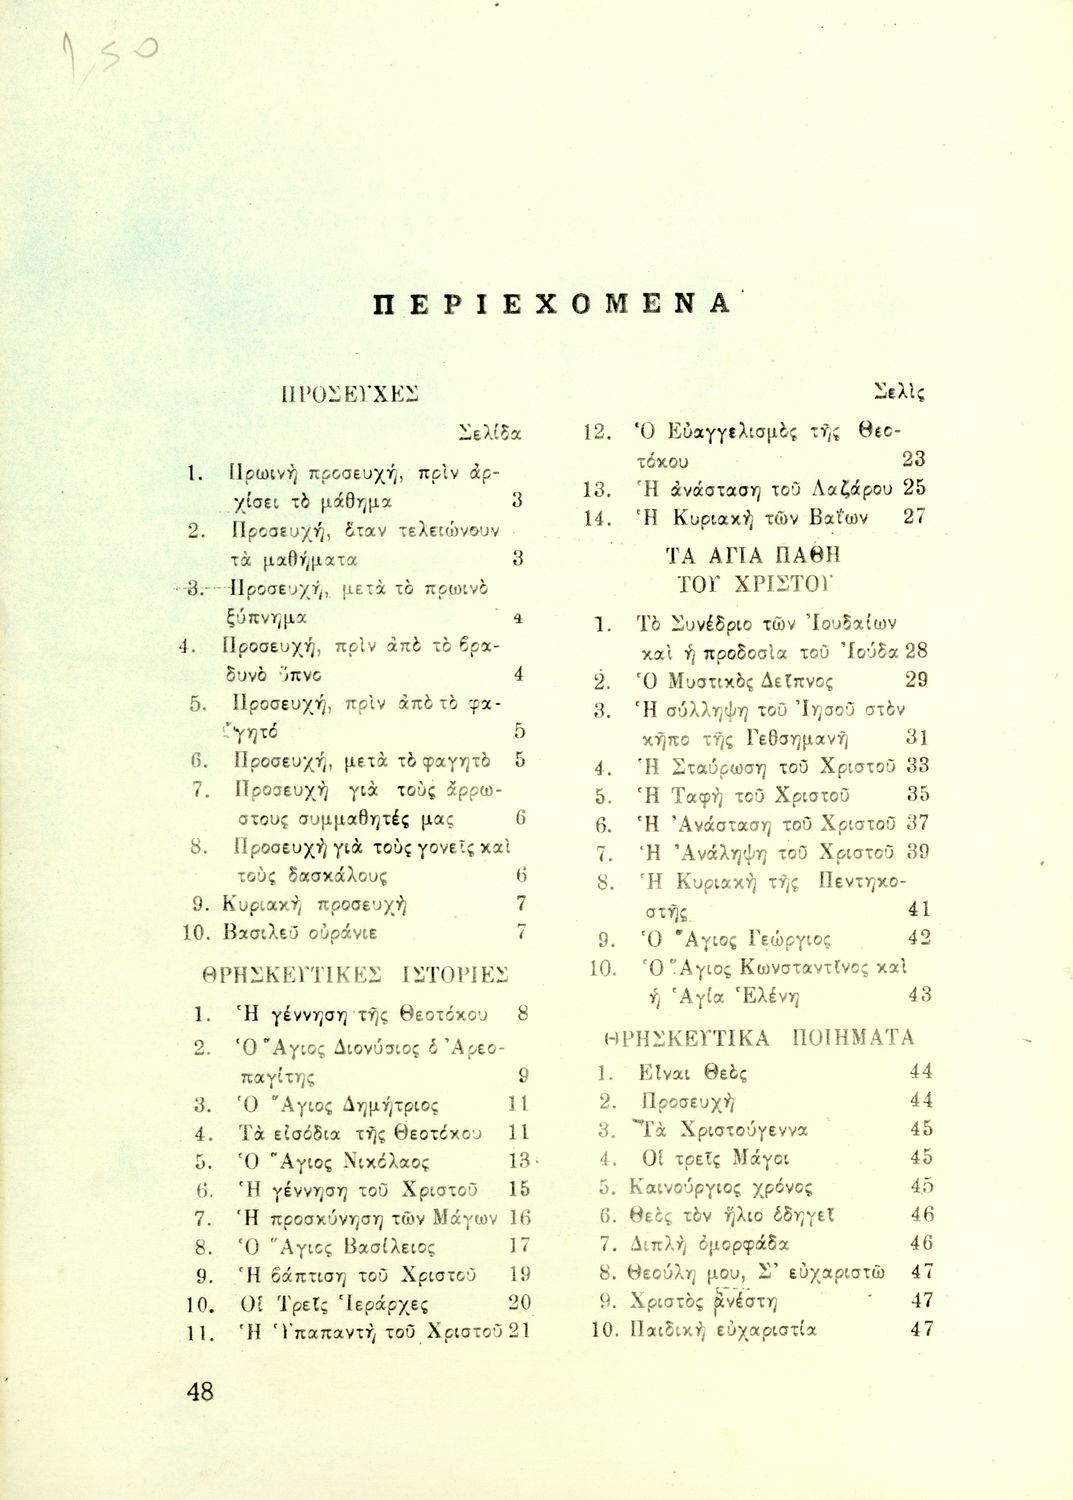 1,50
ΠΕΡΙΕΧΟΜΕΝΑ
ΠΡΟΣΕΥΧΕΣ
Σελίδα
1. Πρωινὴ προσευχή, πρὶν ἀρ-
χίσει τὸ μάθημα 3
2. Προσευχή, ὅταν τελειώνουν
τὰ μαθήματα 3
3. Προσευχή, μετὰ τὸ πρωινὸ
ξύπνημα 4
4. Προσευχή, πρὶν ἀπὸ τὸ βρα-
δυνὸ ὕπνο 4
5. Προσευχή, πρὶν ἀπὸ τὸ φα-
γητό 5
6. Προσευχή, μετὰ τὸ φαγητὸ 5
7. Προσευχὴ γιὰ τοὺς ἄρρω-
στους συμμαθητές μας 6
8. Προσευχὴ γιὰ τοὺς γονεῖς καὶ
τοὺς δασκάλους 6
9. Κυριακὴ προσευχὴ 7
10. Βασιλεῦ οὐράνιε 7
ΘΡΗΣΚΕΥΤΙΚΕΣ ΙΣΤΟΡΙΕΣ
1. Ἡ γέννηση τῆς Θεοτόκου 8
2. Ὁ Ἅγιος Διονύσιος ὁ Ἀρεο-
παγίτης 9
3. Ὁ Ἅγιος Δημήτριος 11
4. Τὰ εἰσόδια τῆς Θεοτόκου 11
5. Ὁ Ἅγιος Νικόλαος 13
6. Ἡ γέννηση τοῦ Χριστοῦ 15
7. Ἡ προσκύνηση τῶν Μάγων 16
8. Ὁ Ἅγιος Βασίλειος 17
9. Ἡ βάπτιση τοῦ Χριστοῦ 19
10. Οἱ Τρεῖς Ἱεράρχες 20
11. Ἡ Ὑπαπαντὴ τοῦ Χριστοῦ 21
48
Σελὶς
12. Ὁ Εὐαγγελισμὸς τῆς Θεο-
τόκου 23
13. Ἡ ἀνάσταση τοῦ Λαζάρου 25
14. Ἡ Κυριακὴ τῶν Βαΐων 27
ΤΑ ΑΓΙΑ ΠΑΘΗ
ΤΟΥ ΧΡΙΣΤΟΥ
1. Τὸ Συνέδριο τῶν Ἰουδαίων
καὶ ἡ προδοσία τοῦ Ἰούδα 28
2. Ὁ Μυστικὸς Δεῖπνος 29
3. Ἡ σύλληψη τοῦ Ἰησοῦ στὸν
κῆπο τῆς Γεθσημανῆ 31
4. Ἡ Σταύρωση τοῦ Χριστοῦ 33
5. Ἡ Ταφὴ τοῦ Χριστοῦ 35
6. Ἡ Ἀνάσταση τοῦ Χριστοῦ 37
7. Ἡ Ἀνάληψη τοῦ Χριστοῦ 39
8. Ἡ Κυριακὴ τῆς Πεντηκο-
στῆς 41
9. Ὁ Ἅγιος Γεώργιος 42
10. Ὁ Ἅγιος Κωνσταντῖνος καὶ
ἡ Ἁγία Ἑλένη 43
ΘΡΗΣΚΕΥΤΙΚΑ ΠΟΙΗΜΑΤΑ
1. Εἶναι Θεὸς 44
2. Προσευχὴ 44
3. Τὰ Χριστούγεννα 45
4. Οἱ τρεῖς Μάγοι 45
5. Καινούργιος χρόνος 45
6. Θεὸς τὸν ἥλιο ὁδηγεῖ 46
7. Διπλὴ ὀμορφάδα 46
8. Θεούλη μου, Σ' εὐχαριστῶ 47
9. Χριστὸς ἀνέστη 47
10. Παιδικὴ εὐχαριστία 47